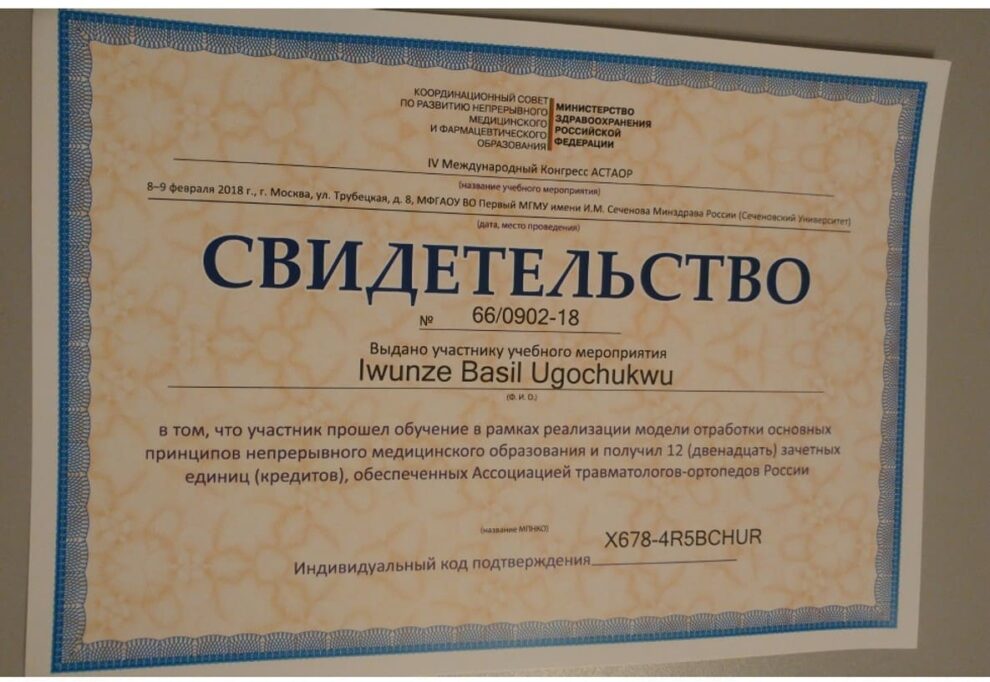 КООРДИНАЦИОННЫЙ СОВЕТ
ПО РАЗВИТИЮ НЕПРЕРЫВНОГО
МЕДИЦИНСКОГО
И ФАРМАЦЕВТИЧЕСКОГО
ОБРАЗОВАНИЯ
МИНИСТЕРСТВО
ЗДРАВООХРАНЕНИЯ
РОССИЙСКОЙ
ФЕДЕРАЦИИ
IV Международный Конгресс АСТАОР
(название учебного мероприятия)
8–9 февраля 2018 г., г. Москва, ул. Трубецкая, д. 8, МФГАОУ ВО Первый МГМУ имени И.М. Сеченова Минздрава России (Сеченовский Университет)
(дата, место проведения)
СВИДЕТЕЛЬСТВО
№ 66/0902-18
Выдано участнику учебного мероприятия
Iwunze Basil Ugochukwu
(Ф. И. О.)
в том, что участник прошел обучение в рамках реализации модели отработки основных
принципов непрерывного медицинского образования и получил 12 (двенадцать) зачетных
единиц (кредитов), обеспеченных Ассоциацией травматологов-ортопедов России
(название МПНКО)
X678-4R5BCHUR
Индивидуальный код подтверждения